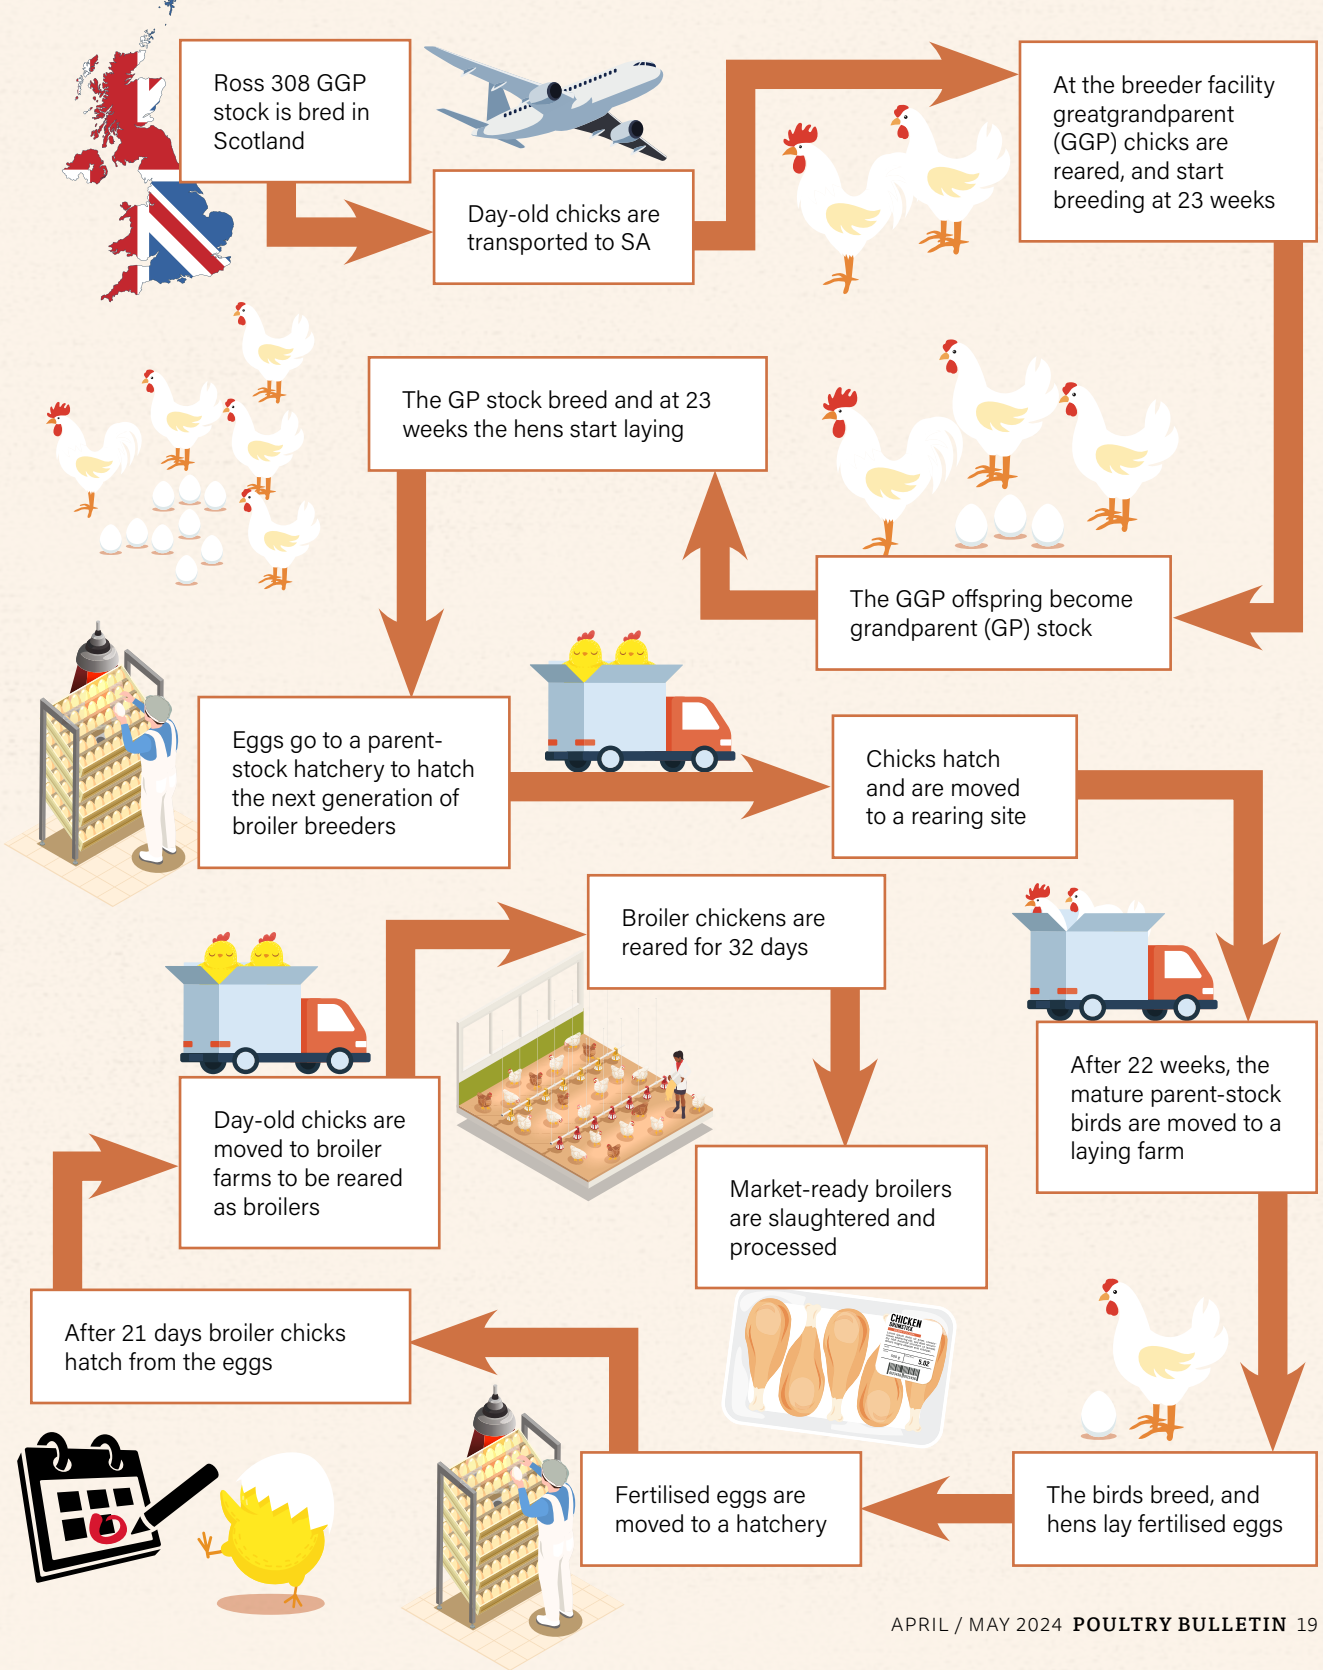 Ross 308 GGP
stock is bred in
Scotland
Day-old chicks are
transported to SA
At the breeder facility
greatgrandparent
(GGP) chicks are
reared, and start
breeding at 23 weeks
The GGP offspring become
grandparent (GP) stock
The GP stock breed and at 23
weeks the hens start laying
Eggs go to a parent-
stock hatchery to hatch
the next generation of
broiler breeders
Chicks hatch
and are moved
to a rearing site
After 22 weeks, the
mature parent-stock
birds are moved to a
laying farm
The birds breed, and
hens lay fertilised eggs
Fertilised eggs are
moved to a hatchery
After 21 days broiler chicks
hatch from the eggs
Day-old chicks are
moved to broiler
farms to be reared
as broilers
Broiler chickens are
reared for 32 days
Market-ready broilers
are slaughtered and
processed
CHICKEN
DRUMSTICK
5.02
APRIL / MAY 2024 POULTRY BULLETIN 19